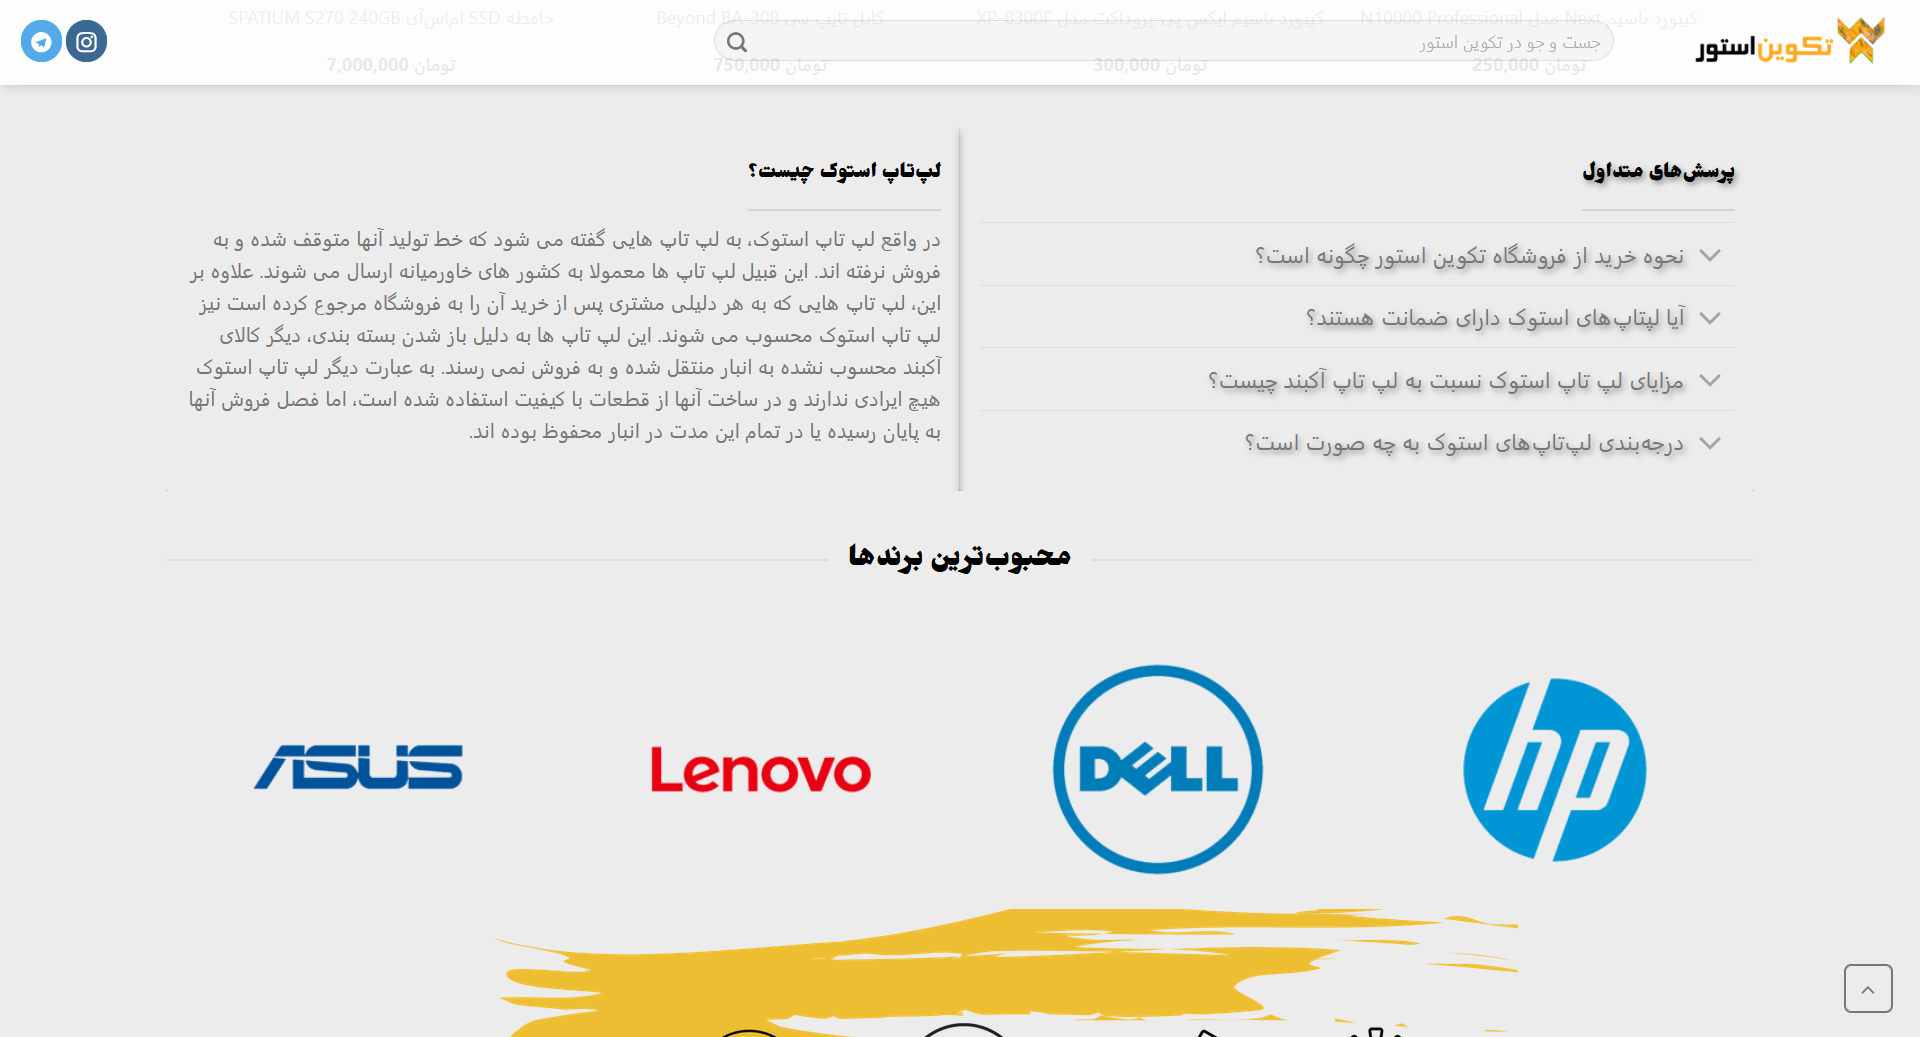 کیبورد باسیم Next مدل N10000 Professional
کیبورد باسیم ایکس پی-پروداکت مدل XP-8300F
کابل تایپ سی Beyond BA-308
حافظه SSD ام‌اس‌آی SPATIUM S270 240GB
تکوین‌استور
جست و جو در تکوین استور
تومان 250,000
تومان 300,000
تومان 750,000
تومان 7,000,000
پرسش‌های متداول
نحوه خرید از فروشگاه تکوین استور چگونه است؟
آیا لپتاپ‌های استوک دارای ضمانت هستند؟
مزایای لپ تاپ استوک نسبت به لپ تاپ آکبند چیست؟
درجه‌بندی لپ‌تاپ‌های استوک به چه صورت است؟
لپ‌تاپ استوک چیست؟
در واقع لپ تاپ استوک، به لپ تاپ هایی گفته می شود که خط تولید آنها متوقف شده و به
فروش نرفته اند. این قبیل لپ تاپ ها معمولا به کشور های خاورمیانه ارسال می شوند. علاوه بر
این، لپ تاپ هایی که به هر دلیلی مشتری پس از خرید آن را به فروشگاه مرجوع کرده است نیز
لپ تاپ استوک محسوب می شوند. این لپ تاپ ها به دلیل باز شدن بسته بندی، دیگر کالای
آکبند محسوب نشده به انبار منتقل شده و به فروش نمی رسند. به عبارت دیگر لپ تاپ استوک
هیچ ایرادی ندارند و در ساخت آنها از قطعات با کیفیت استفاده شده است، اما فصل فروش آنها
به پایان رسیده یا در تمام این مدت در انبار محفوظ بوده اند.
محبوب‌ترین برندها
hp
DELL
Lenovo
ASUS